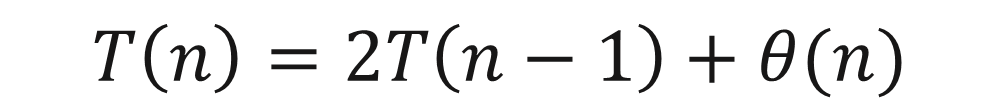 T(n) = 2T(n − 1) + θ(n)